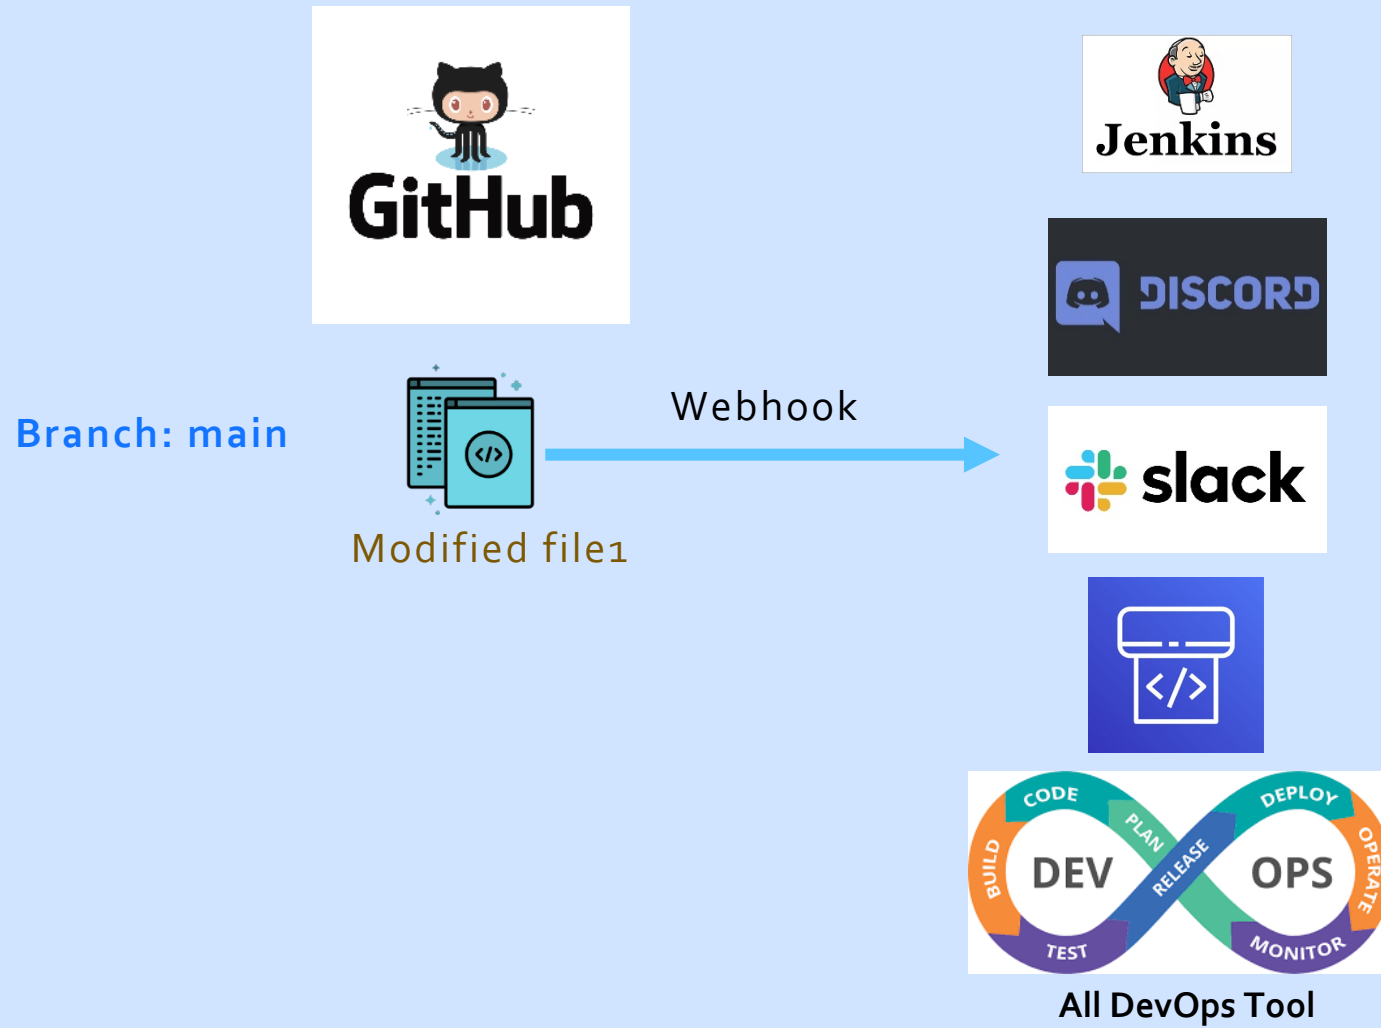 GitHub
Branch: main
Modified file1
Webhook
Jenkins
DISCORD
slack
</>
</>
CODE
PLAN
DEPLOY
BUILD
DEV
RELEASE
OPS
OPERATE
TEST
MONITOR
All DevOps Tool